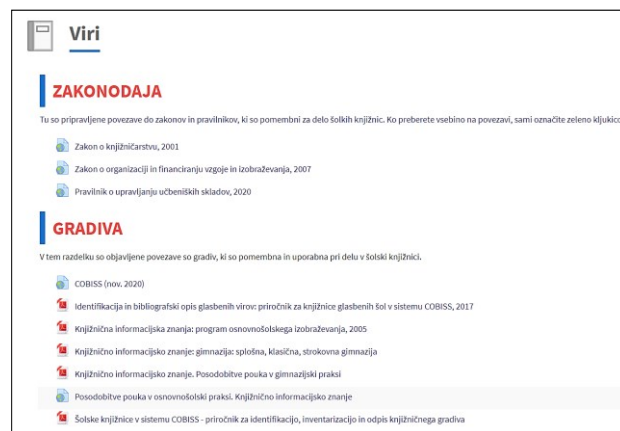 Viri
ZAKONODAJA
Tu so pripravljene povezave do zakonov in pravilnikov, ki so pomembni za delo šolkih knjižnic. Ko preberete vsebino na povezavi, sami označite zeleno kljukico
Zakon o knjižničarstvu, 2001
Zakon o organizaciji in financiranju vzgoje in izobraževanja, 2007
Pravilnik o upravljanju učbeniških skladov, 2020
GRADIVA
V tem razdelku so objavljene povezave so gradiv, ki so pomembna in uporabna pri delu v šolski knjižnici.
COBISS (nov. 2020)
Identifikacija in bibliografski opis glasbenih virov: priročnik za knjižnice glasbenih šol v sistemu COBISS, 2017
Knjižnična informacijska znanja: program osnovnošolskega izobraževanja, 2005
Knjižnično informacijsko znanje: gimnazija: splošna, klasična, strokovna gimnazija
Knjižnično informacijsko znanje. Posodobitve pouka v gimnazijski praksi
Posodobitve pouka v osnovnošolski praksi. Knjižnično informacijsko znanje
Šolske knjižnice v sistemu COBISS - priročnik za identifikacijo, inventarizacijo in odpis knjižničnega gradiva